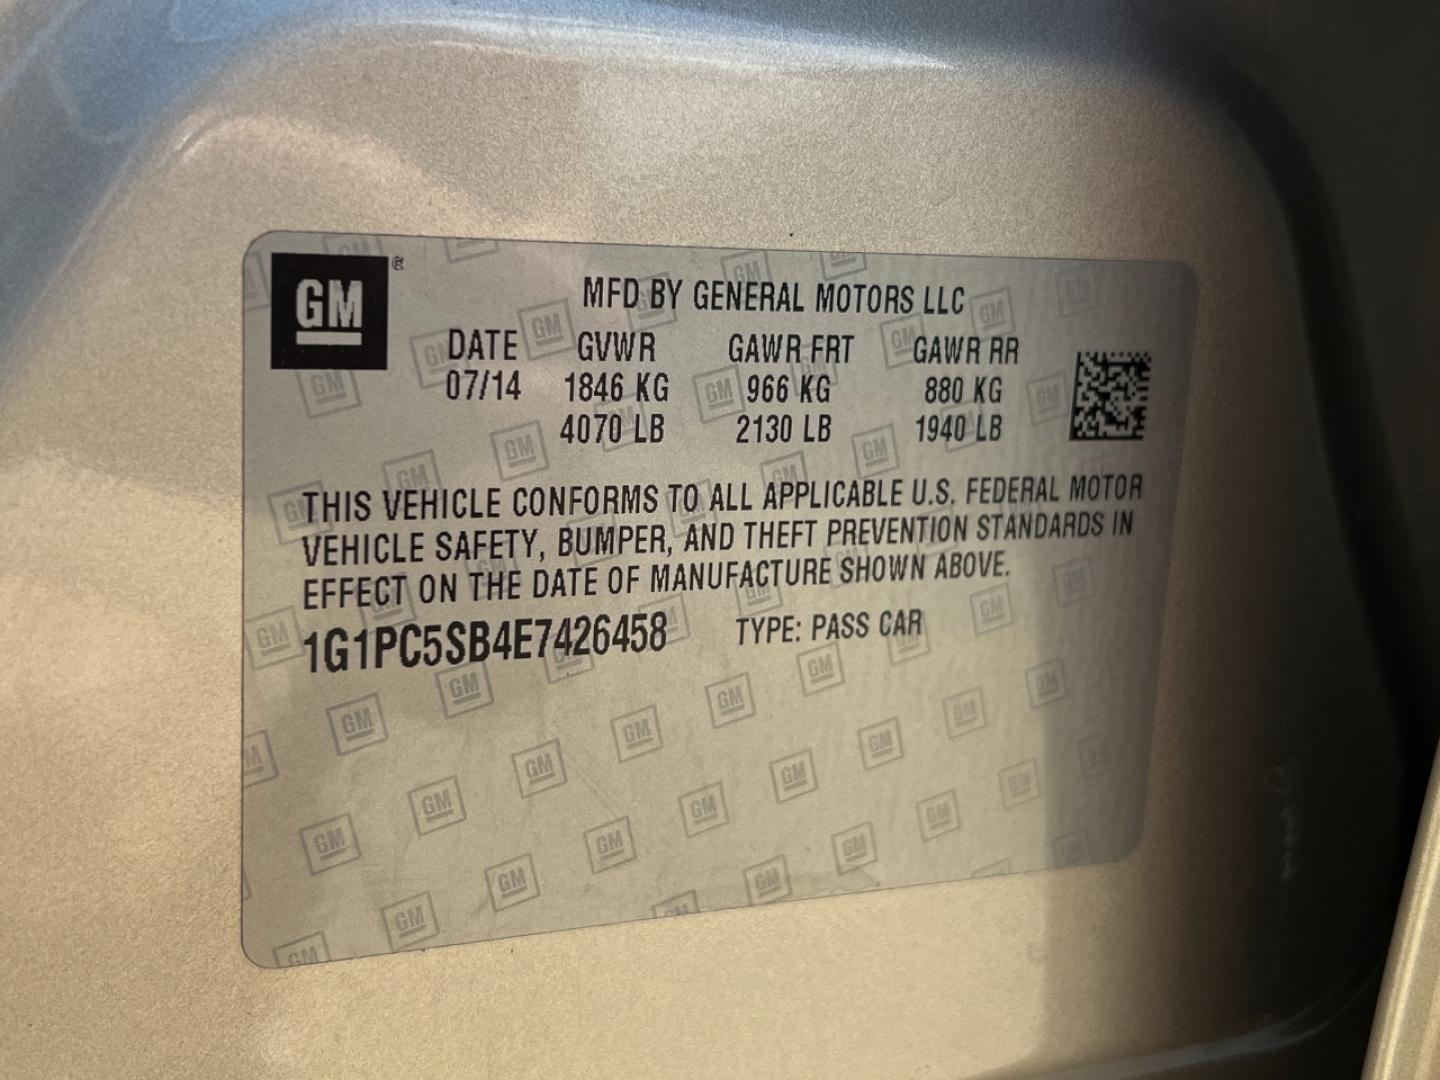 GM ®
MFD BY GENERAL MOTORS LLC
DATE GVWR GAWR FRT GAWR RR
07/14 1846 KG 966 KG 880 KG
4070 LB 2130 LB 1940 LB
THIS VEHICLE CONFORMS TO ALL APPLICABLE U.S. FEDERAL MOTOR
VEHICLE SAFETY, BUMPER, AND THEFT PREVENTION STANDARDS IN
EFFECT ON THE DATE OF MANUFACTURE SHOWN ABOVE.
1G1PC5SB4E7426458 TYPE: PASS CAR